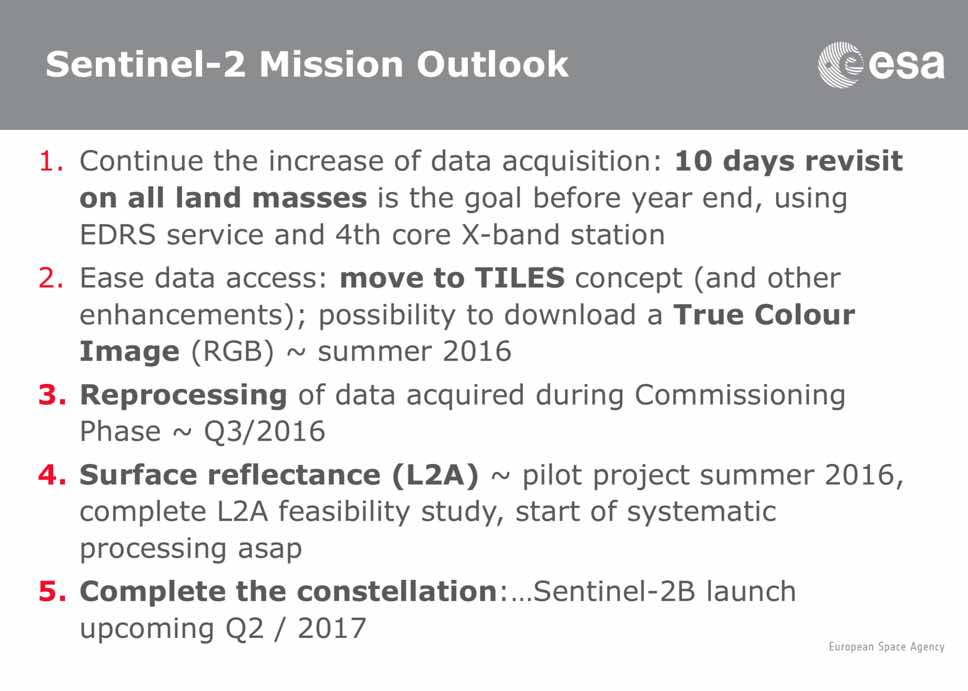 Sentinel-2 Mission Outlook
esa
1. Continue the increase of data acquisition: 10 days revisit
on all land masses is the goal before year end, using
EDRS service and 4th core X-band station
2. Ease data access: move to TILES concept (and other
enhancements); possibility to download a True Colour
Image (RGB) ~ summer 2016
3. Reprocessing of data acquired during Commissioning
Phase ~ Q3/2016
4. Surface reflectance (L2A) ~ pilot project summer 2016,
complete L2A feasibility study, start of systematic
processing asap
5. Complete the constellation:…Sentinel-2B launch
upcoming Q2 / 2017
European Space Agency